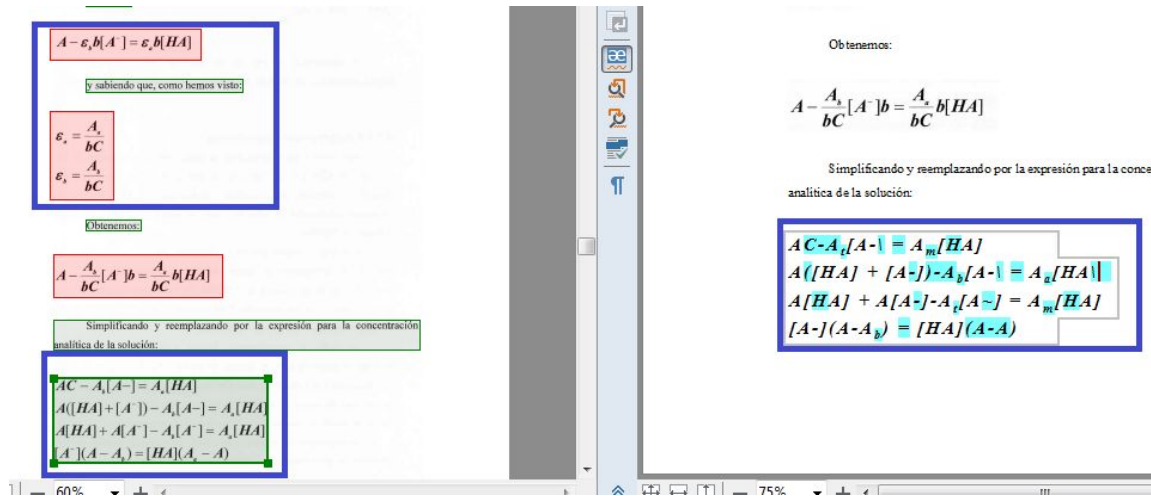 A − ε_b b[A⁻] = ε_a b[HA]
y sabiendo que, como hemos visto:
ε_a = A_a / bC
ε_b = A_b / bC
Obtenemos:
A − A_b/bC [A⁻]b = A_a/bC b[HA]
Simplificando y reemplazando por la expresión para la concentración
analítica de la solución:
AC − A_b[A−] = A_a[HA]
A([HA]+[A⁻]) − A_b[A−] = A_a[HA]
A[HA] + A[A⁻] − A_b[A⁻] = A_a[HA]
[A⁻](A − A_b) = [HA](A_a − A)
60%
æ
¶
Obtenemos:
A − A_b/bC [A⁻]b = A_a/bC b[HA]
Simplificando y reemplazando por la expresión para la conce
analítica de la solución:
AC-A_t[A-\ = A_m[HA]
A([HA] + [A-])-A_b[A-\ = A_a[HA\
A[HA] + A[A-]-A_t[A~] = A_m[HA]
[A-](A-A_b) = [HA](A-A)
75%